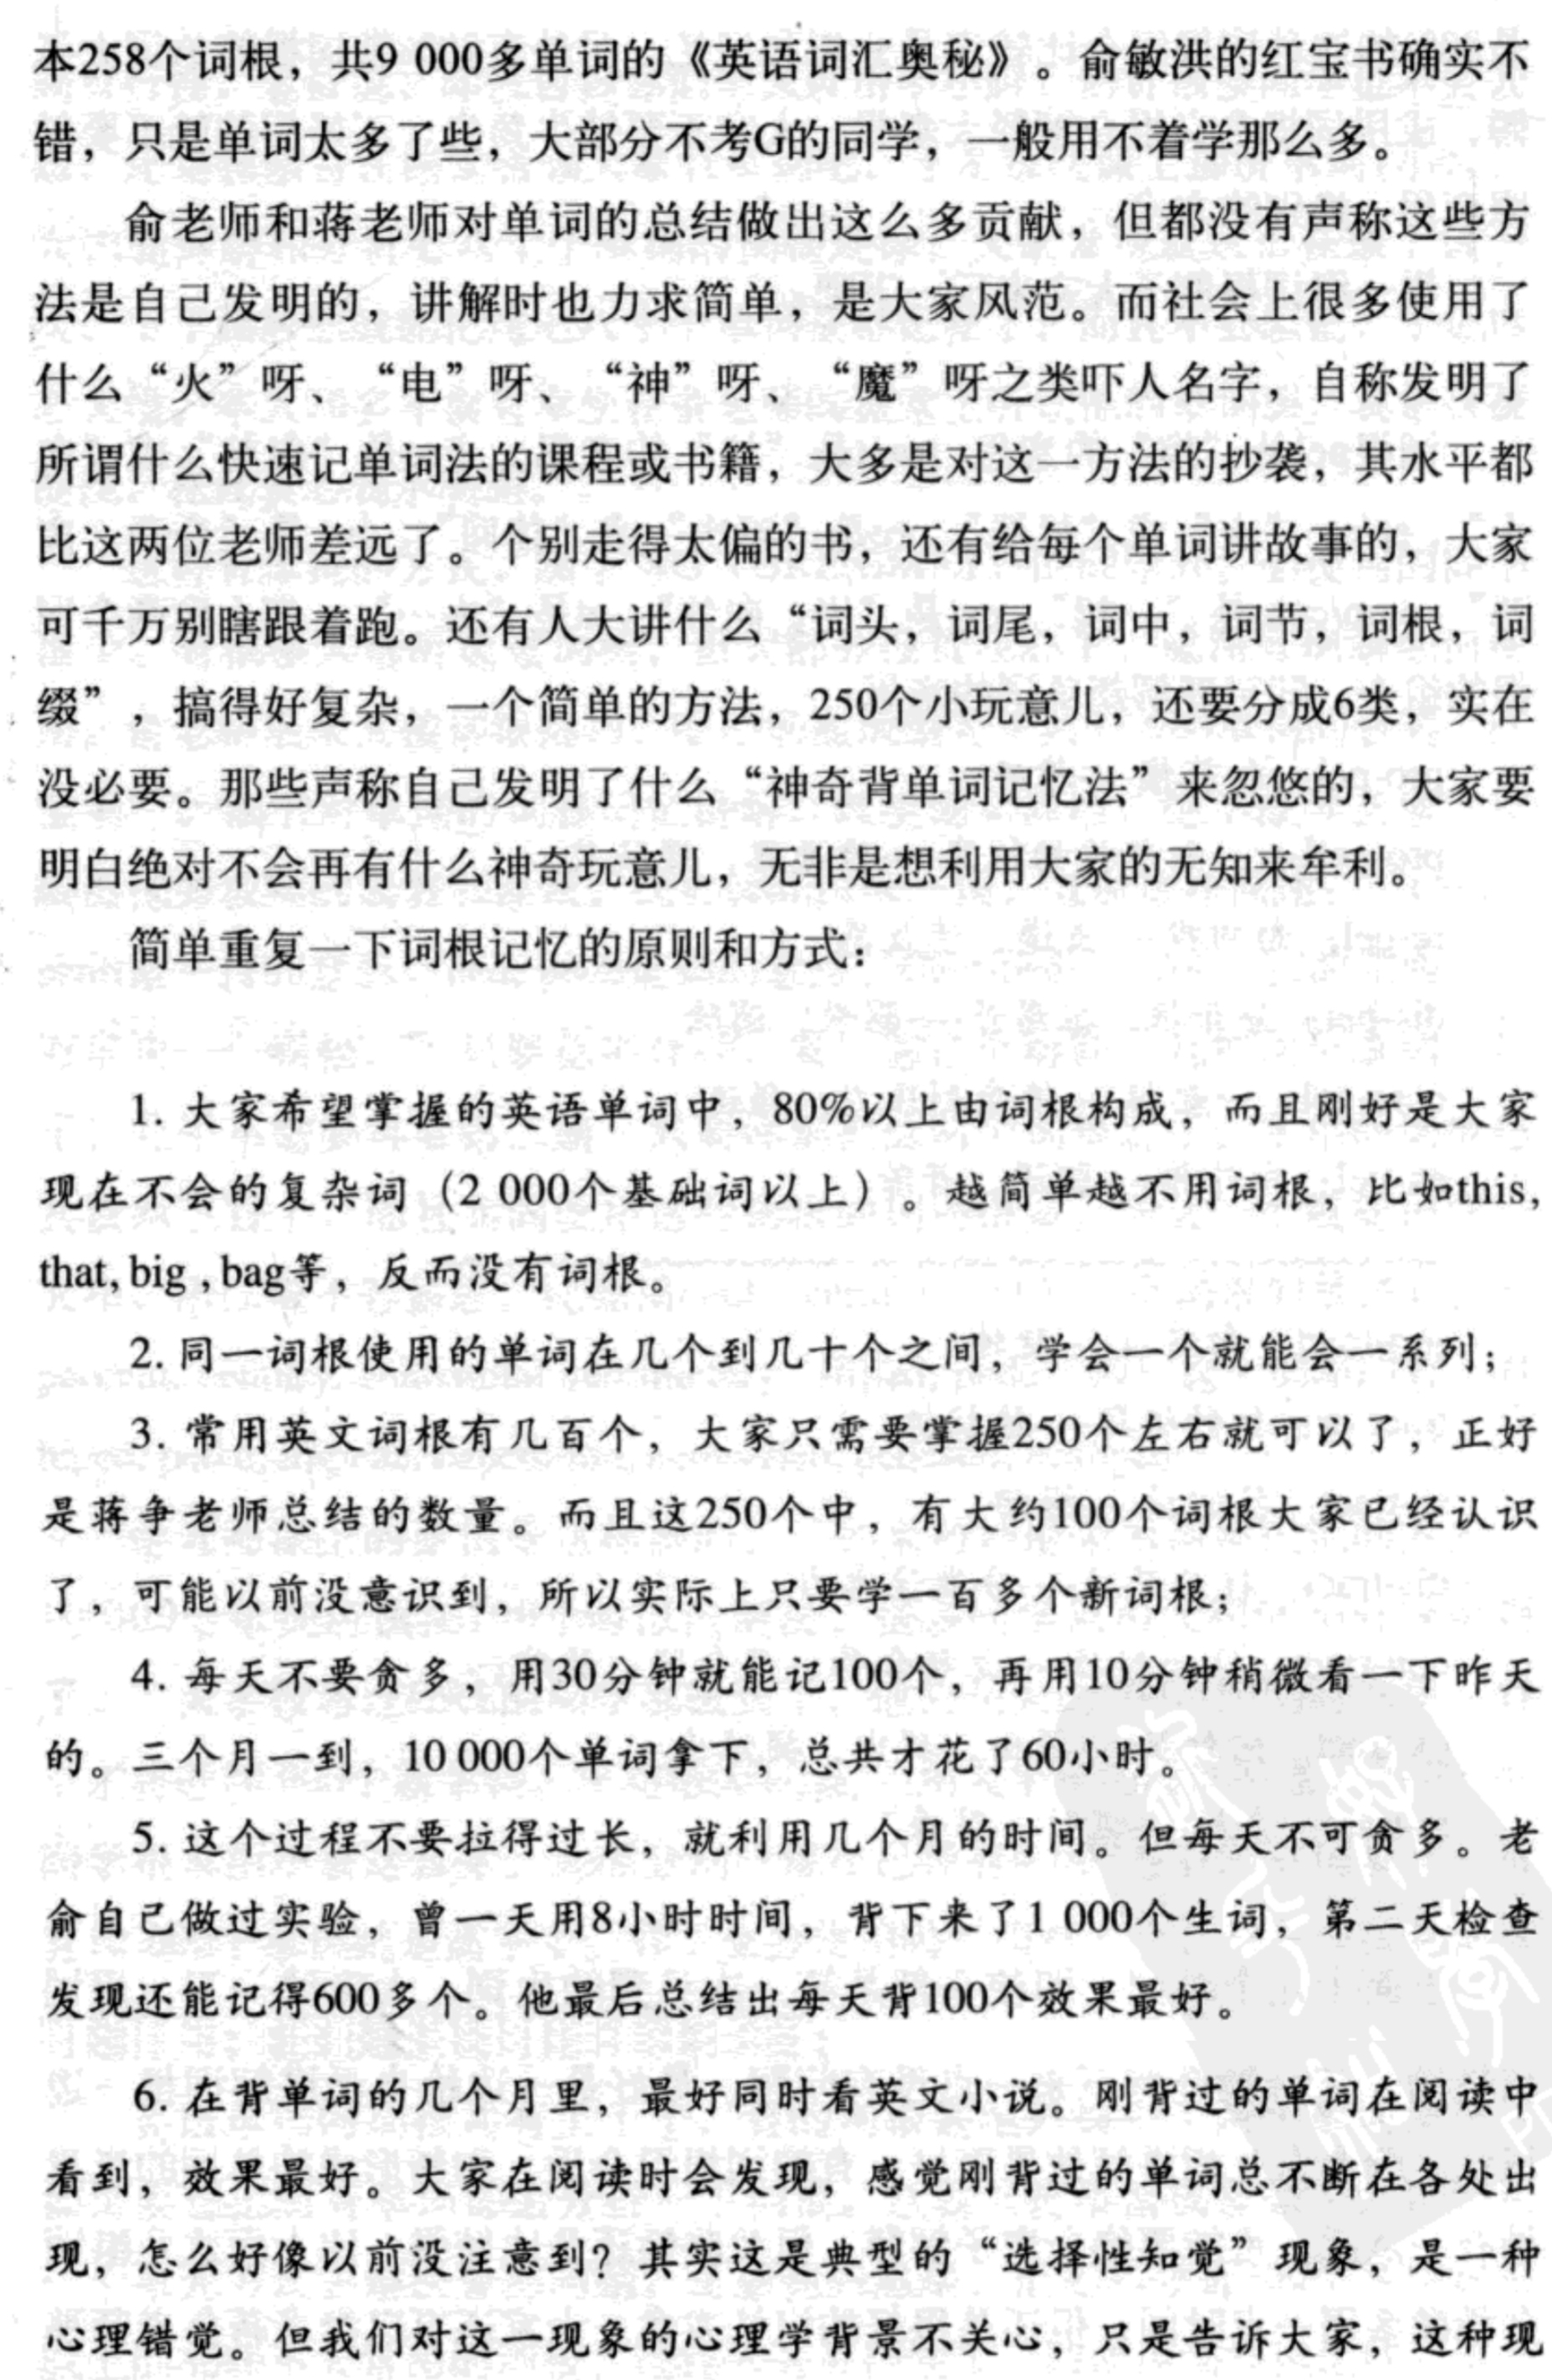 本258个词根，共9 000多单词的《英语词汇奥秘》。俞敏洪的红宝书确实不
错，只是单词太多了些，大部分不考G的同学，一般用不着学那么多。
俞老师和蒋老师对单词的总结做出这么多贡献，但都没有声称这些方
法是自己发明的，讲解时也力求简单，是大家风范。而社会上很多使用了
什么“火”呀、“电”呀、“神”呀、“魔”呀之类吓人名字，自称发明了
所谓什么快速记单词法的课程或书籍，大多是对这一方法的抄袭，其水平都
比这两位老师差远了。个别走得太偏的书，还有给每个单词讲故事的，大家
可千万别瞎跟着跑。还有人大讲什么“词头，词尾，词中，词节，词根，词
缀”，搞得好复杂，一个简单的方法，250个小玩意儿，还要分成6类，实在
没必要。那些声称自己发明了什么“神奇背单词记忆法”来忽悠的，大家要
明白绝对不会再有什么神奇玩意儿，无非是想利用大家的无知来牟利。
简单重复一下词根记忆的原则和方式：
1. 大家希望掌握的英语单词中，80%以上由词根构成，而且刚好是大家
现在不会的复杂词（2 000个基础词以上）。越简单越不用词根，比如this,
that, big , bag等，反而没有词根。
2. 同一词根使用的单词在几个到几十个之间，学会一个就能会一系列；
3. 常用英文词根有几百个，大家只需要掌握250个左右就可以了，正好
是蒋争老师总结的数量。而且这250个中，有大约100个词根大家已经认识
了，可能以前没意识到，所以实际上只要学一百多个新词根；
4. 每天不要贪多，用30分钟就能记100个，再用10分钟稍微看一下昨天
的。三个月一到，10 000个单词拿下，总共才花了60小时。
5. 这个过程不要拉得过长，就利用几个月的时间。但每天不可贪多。老
俞自己做过实验，曾一天用8小时时间，背下来了1 000个生词，第二天检查
发现还能记得600多个。他最后总结出每天背100个效果最好。
6. 在背单词的几个月里，最好同时看英文小说。刚背过的单词在阅读中
看到，效果最好。大家在阅读时会发现，感觉刚背过的单词总不断在各处出
现，怎么好像以前没注意到？其实这是典型的“选择性知觉”现象，是一种
心理错觉。但我们对这一现象的心理学背景不关心，只是告诉大家，这种现